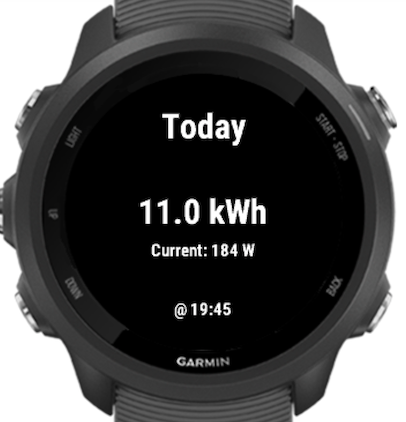 Today
LIGHT
START · STOP
11.0 kWh
UP
Current: 184 W
DOWN
BACK
@ 19:45
GARMIN